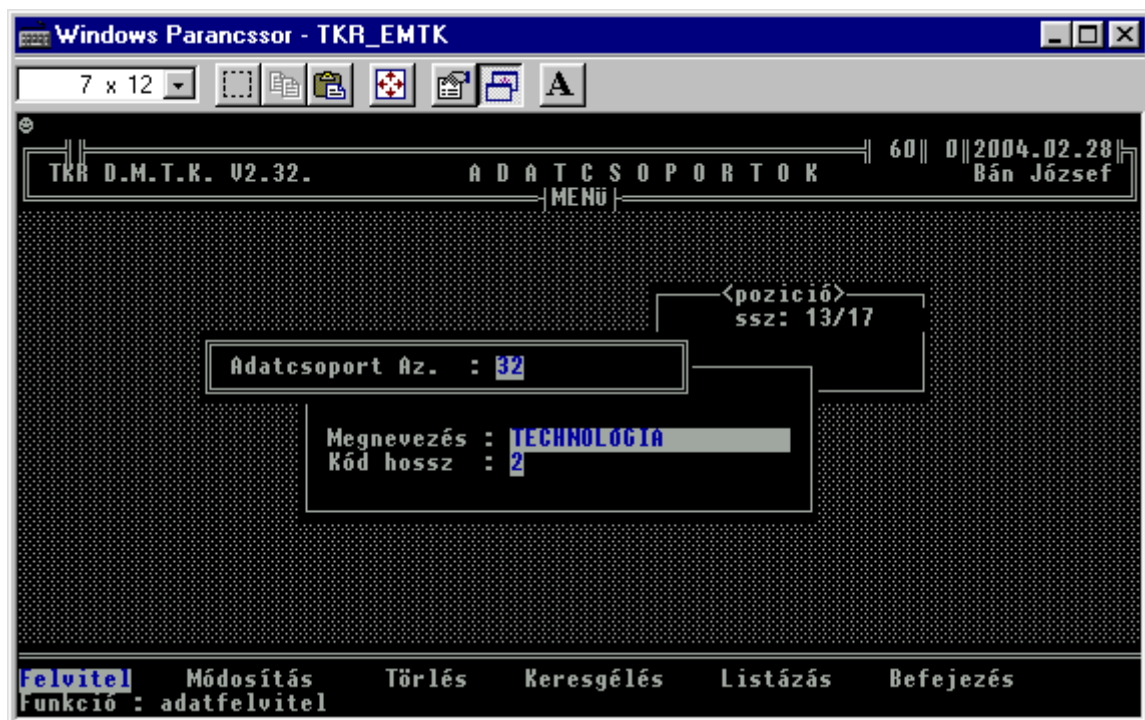 Windows Parancssor - TKR_EMTK
7 x 12
A
60 0 2004.02.28
TKR D.M.T.K. V2.32. A D A T C S O P O R T O K Bán József
MENü
<pozició>
ssz: 13/17
Adatcsoport Az. : 32
Megnevezés : TECHNOLOGIA
Kód hossz : 2
Felvitel Módosítás Törlés Keresgélés Listázás Befejezés
Funkció : adatfelvitel